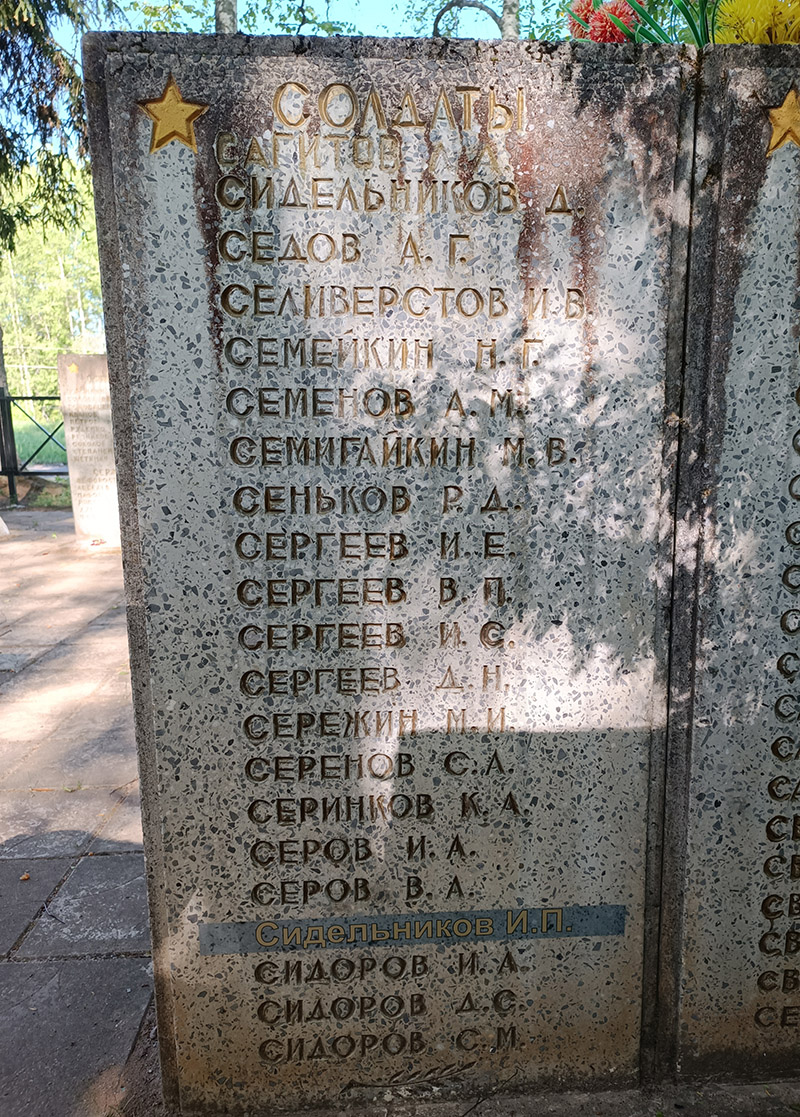 СОЛДАТЫ
САГИТОВ А. А.
СИДЕЛЬНИКОВ Д.
СЕДОВ А. Г.
СЕЛИВЕРСТОВ И. В.
СЕМЕЙКИН Н. Г.
СЕМЕНОВ А. М.
СЕМИГАЙКИН М. В.
СЕНЬКОВ Р. Д.
СЕРГЕЕВ И. Е.
СЕРГЕЕВ В. П.
СЕРГЕЕВ И. С.
СЕРГЕЕВ Д. Н.
СЕРЕЖИН М. И.
СЕРЕНОВ С. А.
СЕРИНКОВ К. А.
СЕРОВ И. А.
СЕРОВ В. А.
Сидельников И.П.
СИДОРОВ И. А.
СИДОРОВ Д. С.
СИДОРОВ С. М.